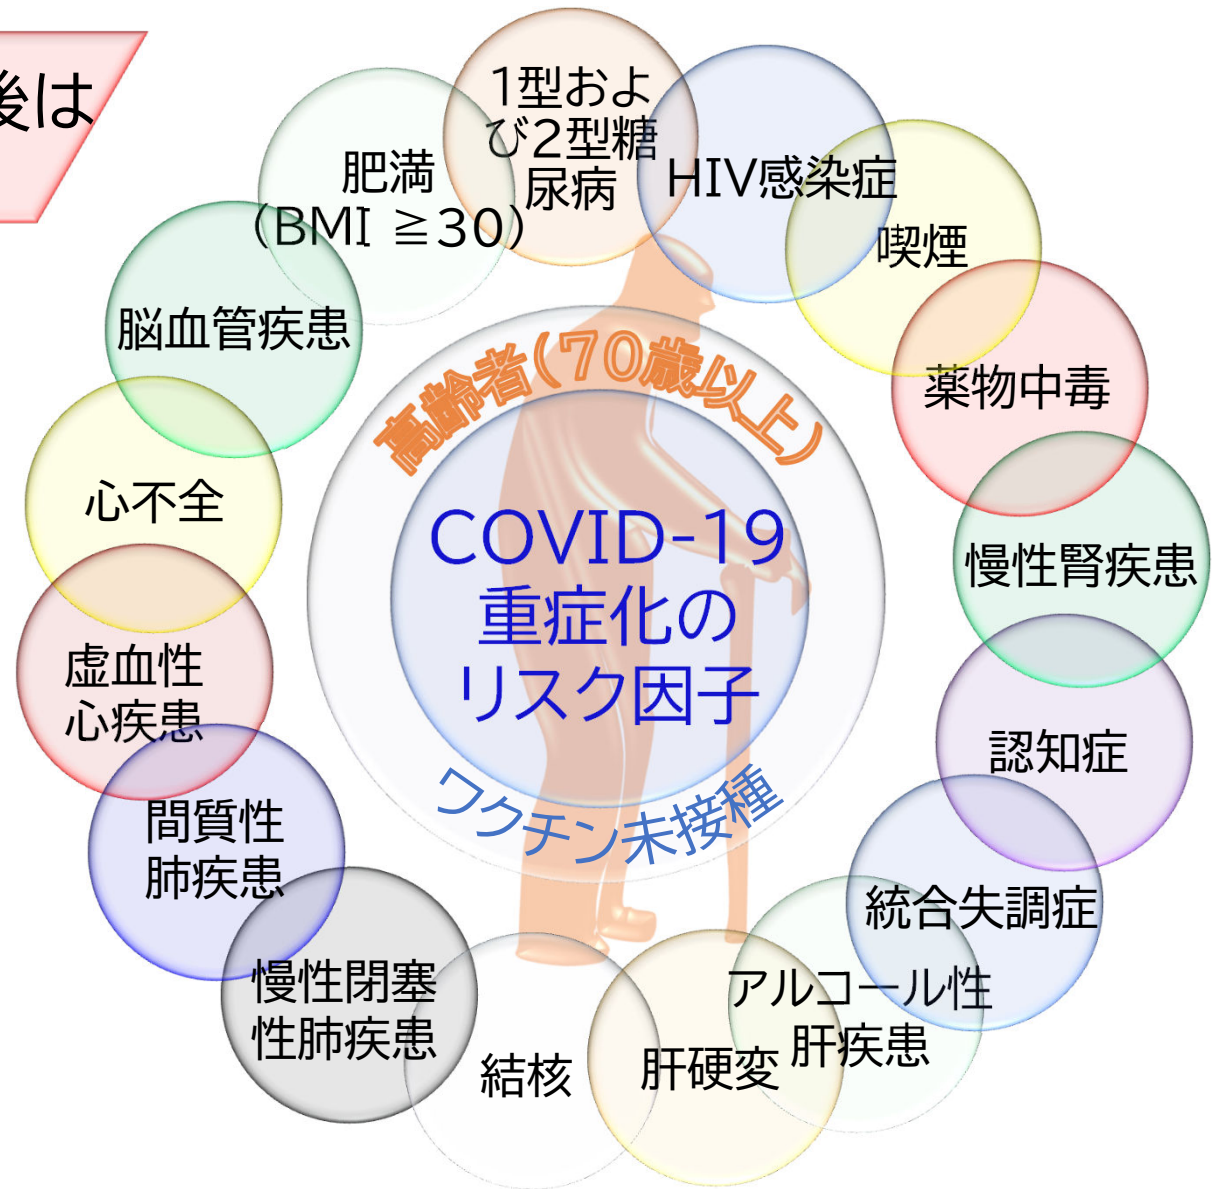 後は
1型およ
び2型糖
尿病
HIV感染症
喫煙
薬物中毒
慢性腎疾患
認知症
統合失調症
アルコール性
肝疾患
肝硬変
結核
慢性閉塞
性肺疾患
間質性
肺疾患
虚血性
心疾患
心不全
脳血管疾患
肥満
（BMI ≧30）
高齢者(70歳以上)
COVID-19
重症化の
リスク因子
ワクチン未接種